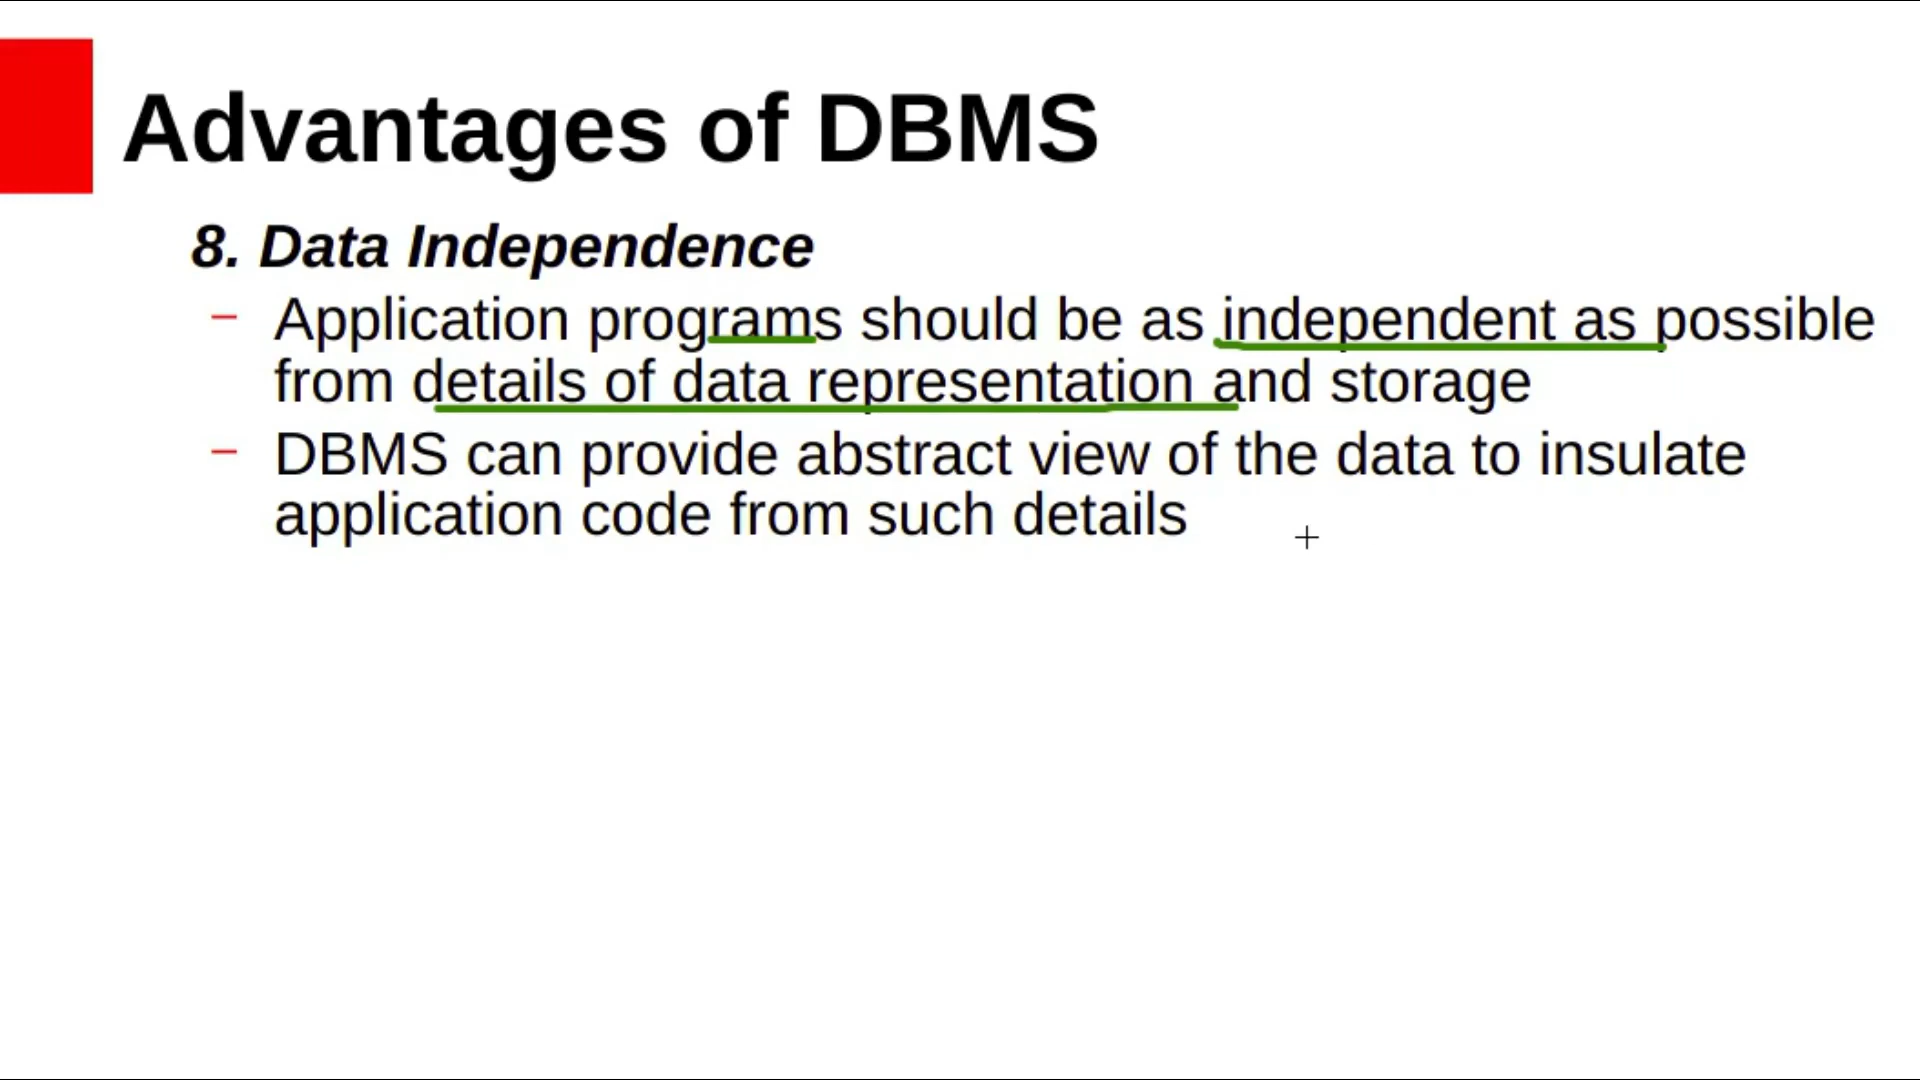 Advantages of DBMS
8. Data Independence
– Application programs should be as independent as possible
from details of data representation and storage
– DBMS can provide abstract view of the data to insulate
application code from such details